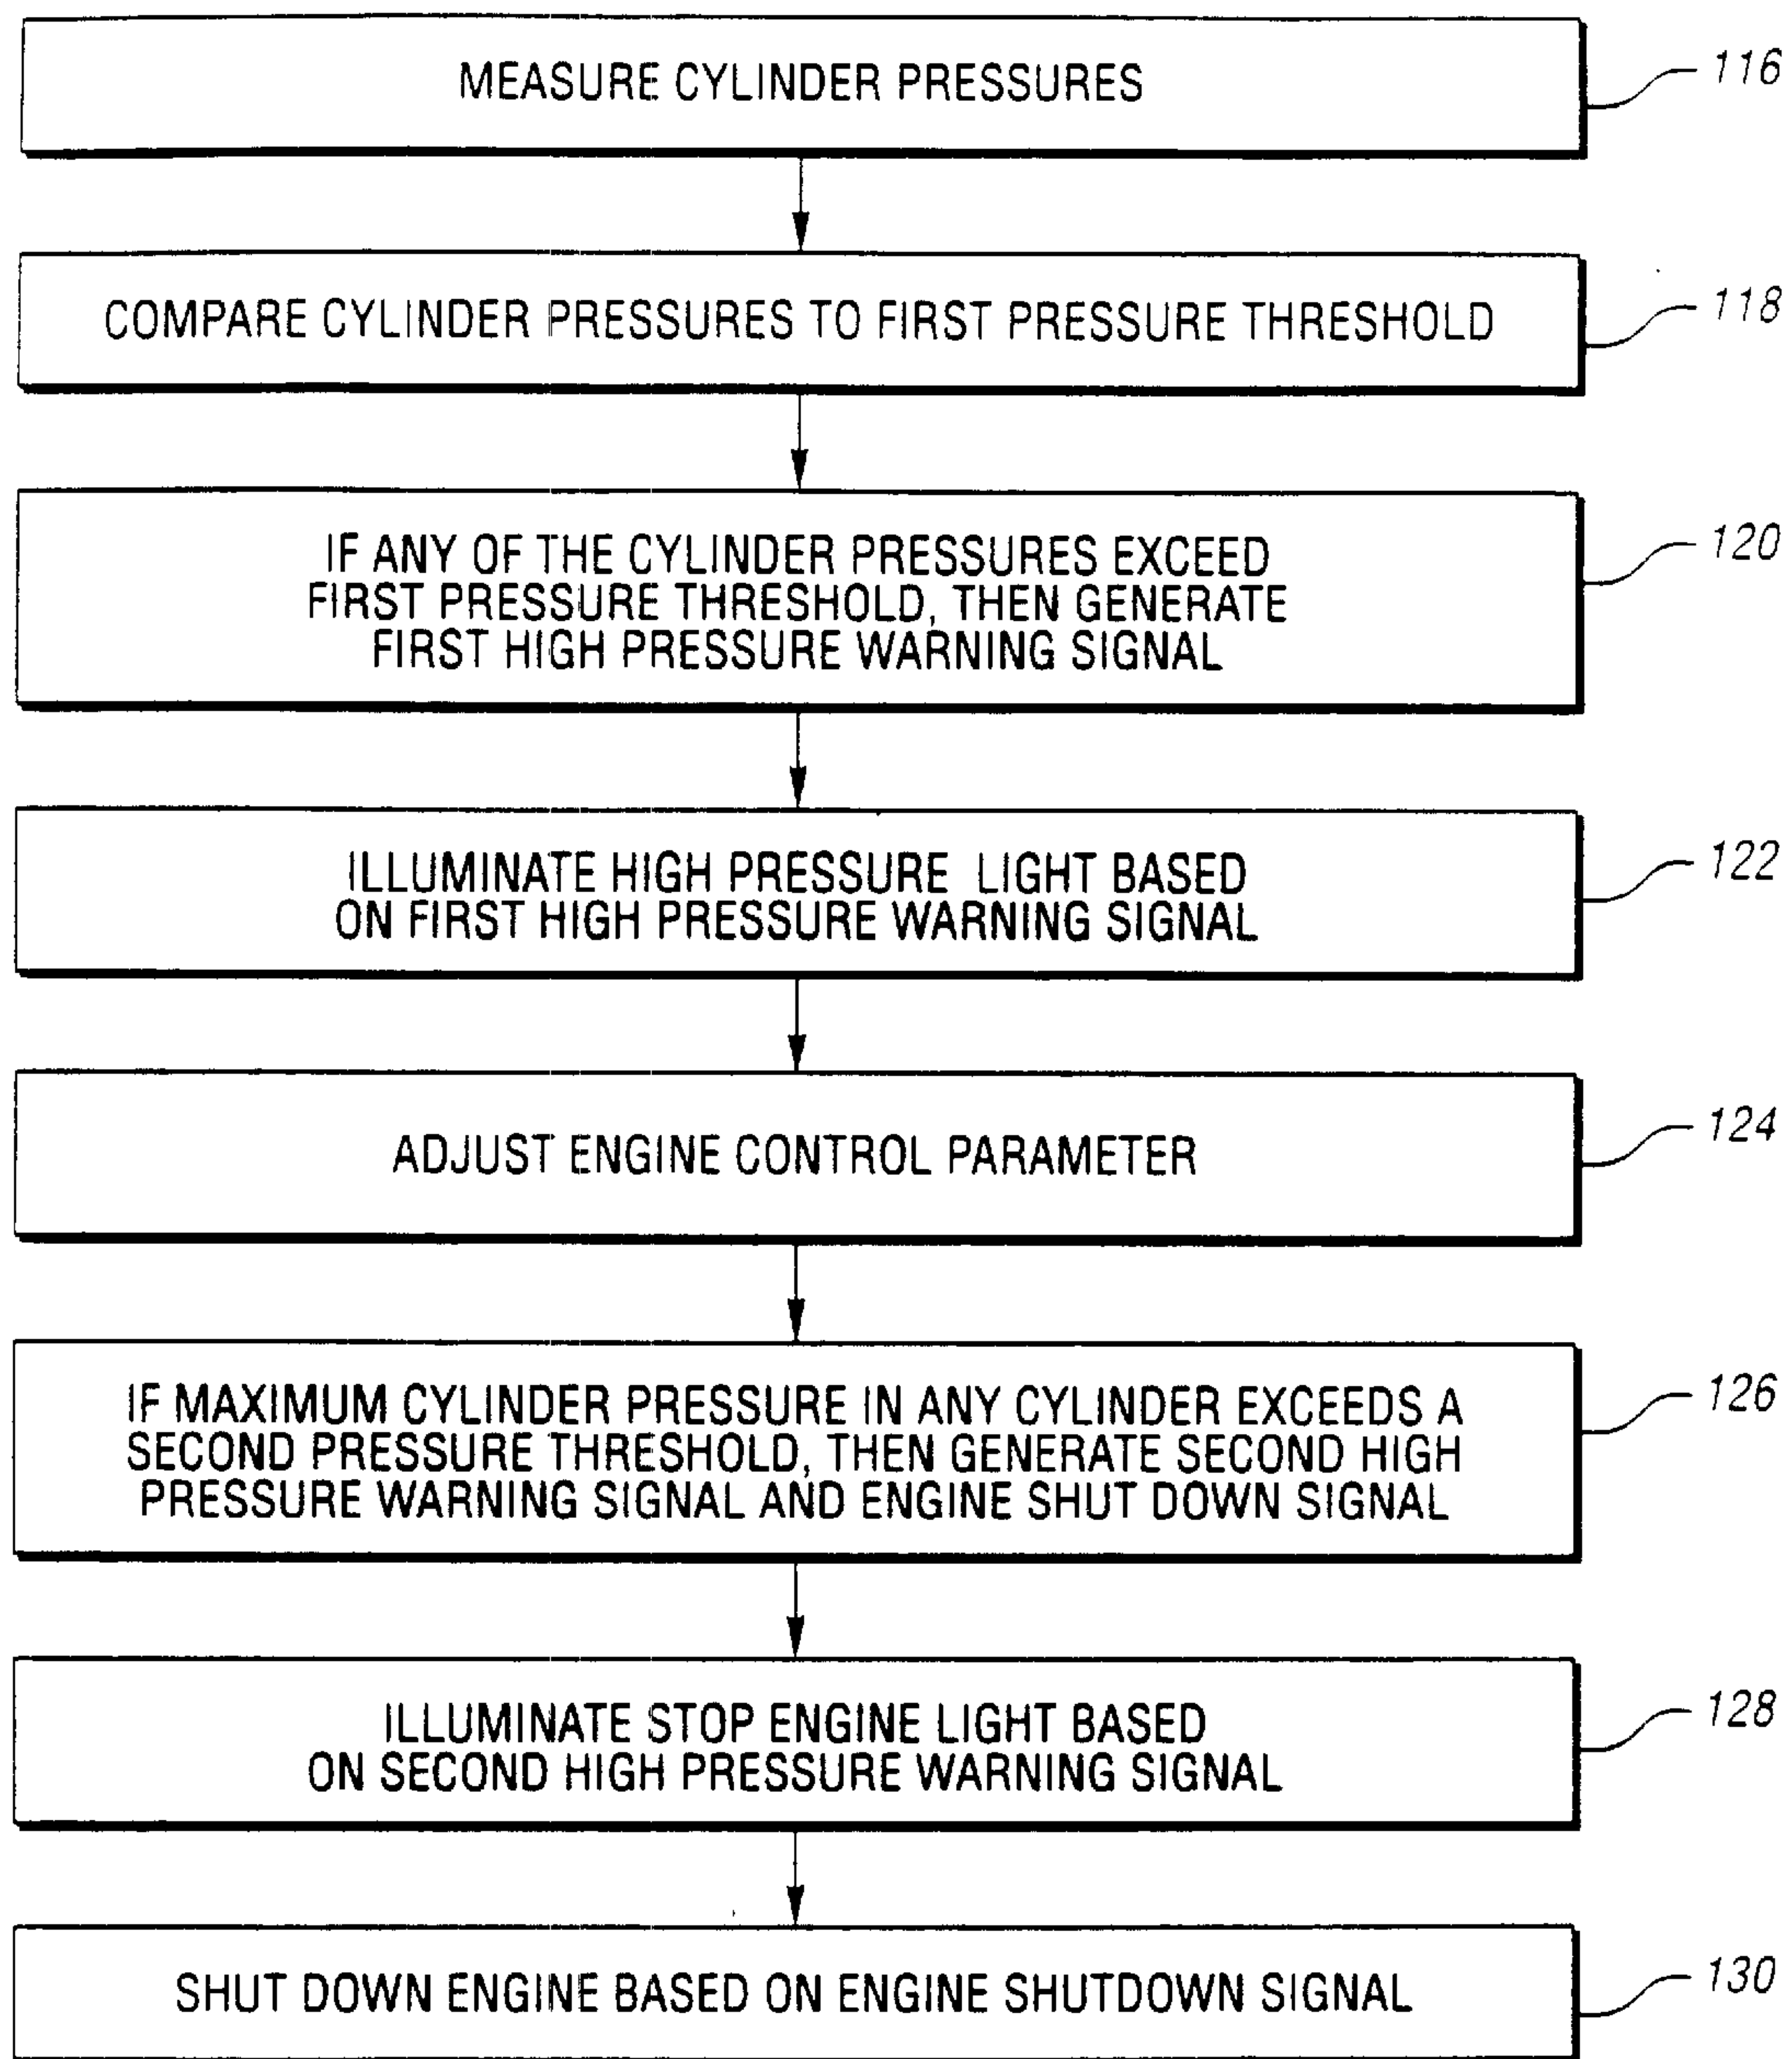 MEASURE CYLINDER PRESSURES
116
COMPARE CYLINDER PRESSURES TO FIRST PRESSURE THRESHOLD
118
IF ANY OF THE CYLINDER PRESSURES EXCEED
FIRST PRESSURE THRESHOLD, THEN GENERATE
FIRST HIGH PRESSURE WARNING SIGNAL
120
ILLUMINATE HIGH PRESSURE LIGHT BASED
ON FIRST HIGH PRESSURE WARNING SIGNAL
122
ADJUST ENGINE CONTROL PARAMETER
124
IF MAXIMUM CYLINDER PRESSURE IN ANY CYLINDER EXCEEDS A
SECOND PRESSURE THRESHOLD, THEN GENERATE SECOND HIGH
PRESSURE WARNING SIGNAL AND ENGINE SHUT DOWN SIGNAL
126
ILLUMINATE STOP ENGINE LIGHT BASED
ON SECOND HIGH PRESSURE WARNING SIGNAL
128
SHUT DOWN ENGINE BASED ON ENGINE SHUTDOWN SIGNAL
130